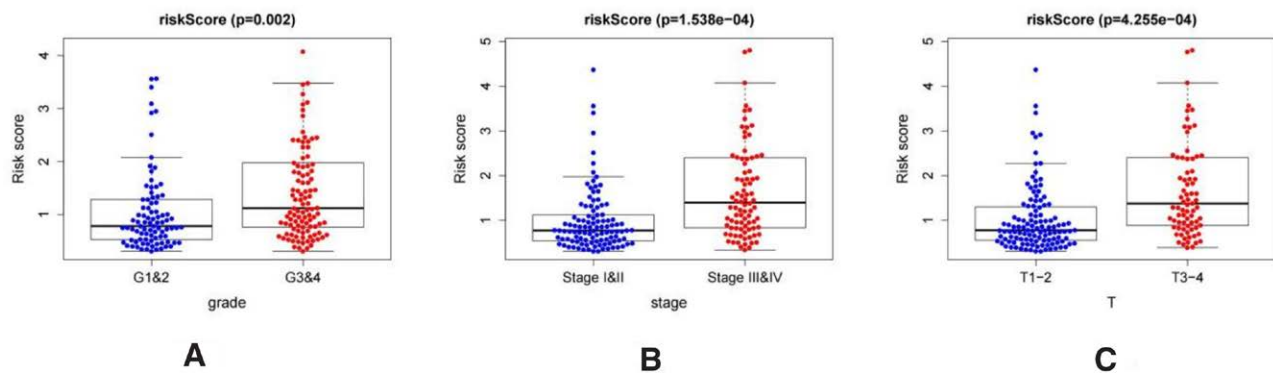 riskScore (p=0.002)
Risk score
4
3
2
1
G1&2
G3&4
grade
A
riskScore (p=1.538e−04)
Risk score
5
4
3
2
1
Stage I&II
Stage III&IV
stage
B
riskScore (p=4.255e−04)
Risk score
5
4
3
2
1
T1−2
T3−4
T
C